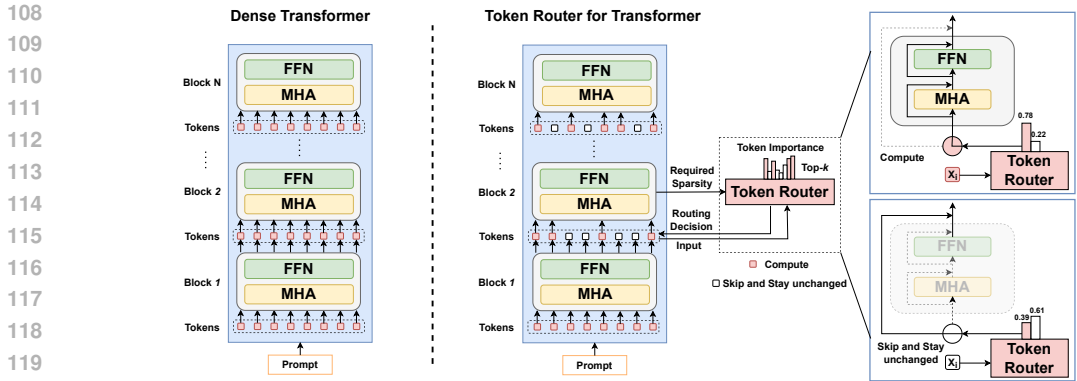 108
109
110
111
112
113
114
115
116
117
118
119
Dense Transformer
Block N
FFN
MHA
Tokens
Block 2
FFN
MHA
Tokens
Block 1
FFN
MHA
Tokens
Prompt
Token Router for Transformer
Block N
FFN
MHA
Tokens
Block 2
FFN
MHA
Tokens
Block 1
FFN
MHA
Tokens
Prompt
Required
Sparsity
Routing
Decision
Input
Token Importance
Top-k
Token Router
Compute
Skip and Stay unchanged
FFN
MHA
Compute
0.78
0.22
Xi
Token
Router
FFN
MHA
Skip and Stay
unchanged
0.39
0.61
Xi
Token
Router